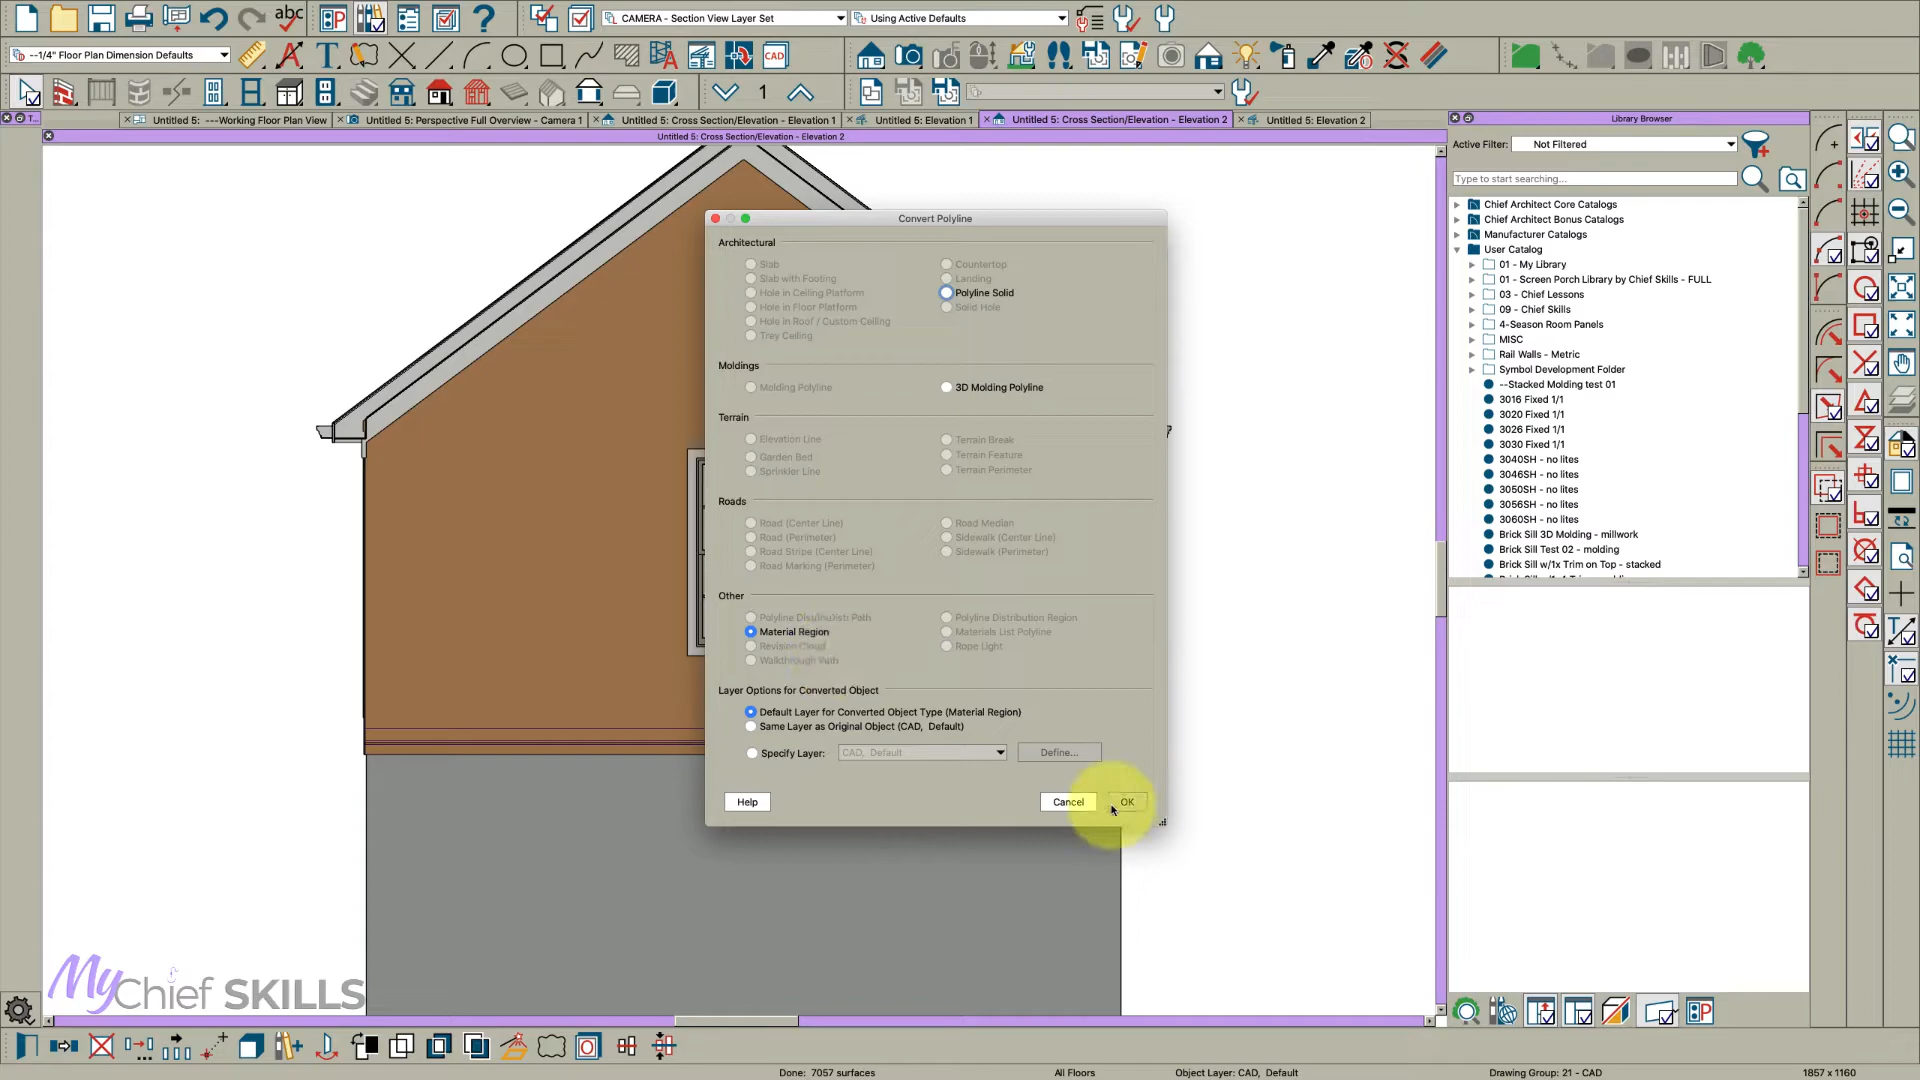 CAMERA - Section View Layer Set
Using Active Defaults
--1/4" Floor Plan Dimension Defaults
CAD
abc
1
T...
Untitled 5: ---Working Floor Plan View
Untitled 5: Perspective Full Overview - Camera 1
Untitled 5: Cross Section/Elevation - Elevation 1
Untitled 5: Elevation 1
Untitled 5: Cross Section/Elevation - Elevation 2
Untitled 5: Elevation 2
Untitled 5: Cross Section/Elevation - Elevation 2
Library Browser
Active Filter:
Not Filtered
Type to start searching...
Chief Architect Core Catalogs
Chief Architect Bonus Catalogs
Manufacturer Catalogs
User Catalog
01 - My Library
01 - Screen Porch Library by Chief Skills - FULL
03 - Chief Lessons
09 - Chief Skills
4-Season Room Panels
MISC
Rail Walls - Metric
Symbol Development Folder
--Stacked Molding test 01
3016 Fixed 1/1
3020 Fixed 1/1
3026 Fixed 1/1
3030 Fixed 1/1
3040SH - no lites
3046SH - no lites
3050SH - no lites
3056SH - no lites
3060SH - no lites
Brick Sill 3D Molding - millwork
Brick Sill Test 02 - molding
Brick Sill w/1x Trim on Top - stacked
Convert Polyline
Architectural
Slab
Countertop
Slab with Footing
Landing
Hole in Ceiling Platform
Polyline Solid
Hole in Floor Platform
Solid Hole
Hole in Roof / Custom Ceiling
Trey Ceiling
Moldings
Molding Polyline
3D Molding Polyline
Terrain
Elevation Line
Terrain Break
Garden Bed
Terrain Feature
Sprinkler Line
Terrain Perimeter
Roads
Road (Center Line)
Road Median
Road (Perimeter)
Sidewalk (Center Line)
Road Stripe (Center Line)
Sidewalk (Perimeter)
Road Marking (Perimeter)
Other
Polyline Distribution Path
Polyline Distribution Region
Material Region
Materials List Polyline
Revision Cloud
Rope Light
Walkthrough Path
Layer Options for Converted Object
Default Layer for Converted Object Type (Material Region)
Same Layer as Original Object (CAD, Default)
Specify Layer:
CAD, Default
Define...
Help
Cancel
OK
My Chief SKILLS
Done: 7057 surfaces
All Floors
Object Layer: CAD, Default
Drawing Group: 21 - CAD
1857 x 1160